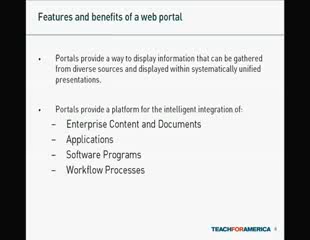 Features and benefits of a web portal
• Portals provide a way to display information that can be gathered
from diverse sources and displayed within systematically unified
presentations.
• Portals provide a platform for the intelligent integration of:
– Enterprise Content and Documents
– Applications
– Software Programs
– Workflow Processes
TEACHFORAMERICA